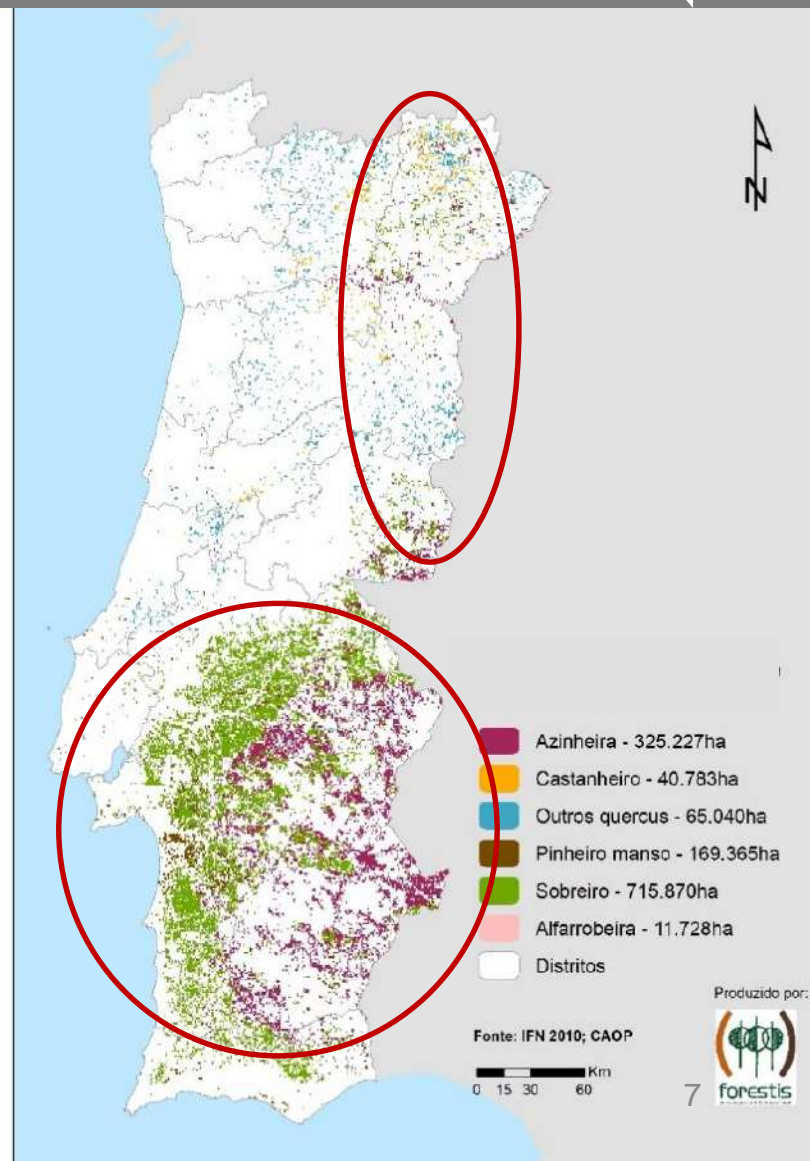 N
Azinheira - 325.227ha
Castanheiro - 40.783ha
Outros quercus - 65.040ha
Pinheiro manso - 169.365ha
Sobreiro - 715.870ha
Alfarrobeira - 11.728ha
Distritos
Produzido por:
Fonte: IFN 2010; CAOP
Km
0 15 30 60
7
forestis